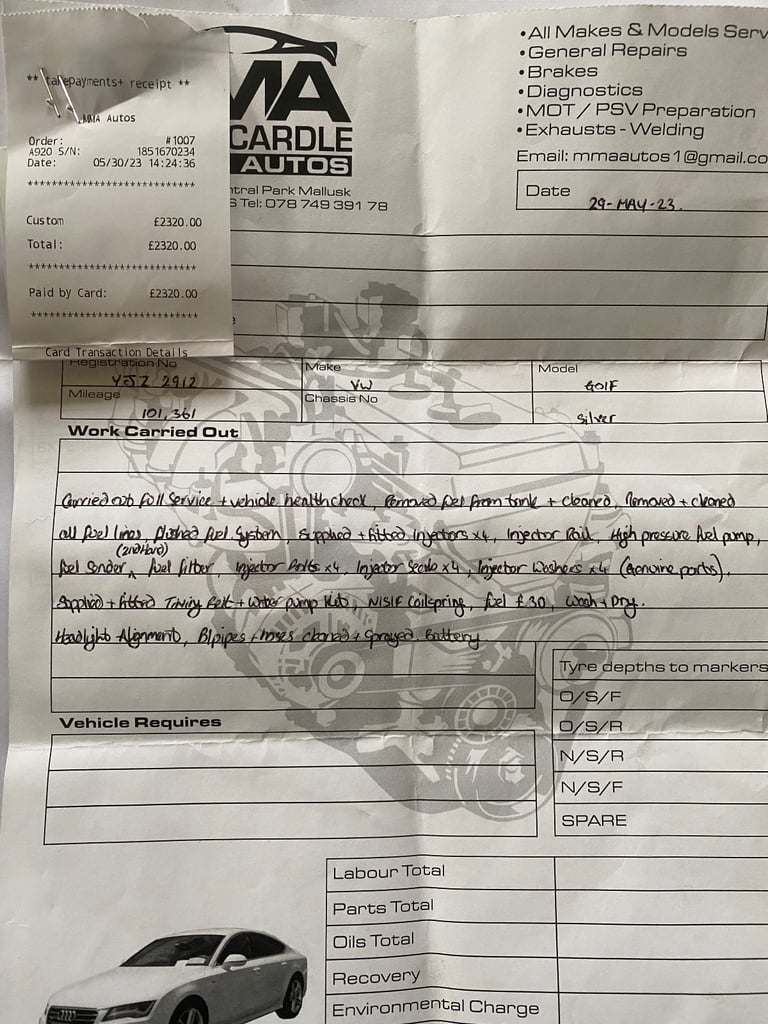 ** takepayments+ receipt **
MMA Autos
Order: #1007
A920 S/N: 1851670234
Date: 05/30/23 14:24:36
*****************************
Custom £2320.00
Total: £2320.00
*****************************
Paid by Card: £2320.00
*****************************
Card Transaction Details
MA
CARDLE
AUTOS
ntral Park Mallusk
Tel: 078 749 391 78
•All Makes & Models Serv
•General Repairs
•Brakes
•Diagnostics
•MOT / PSV Preparation
•Exhausts - Welding
Email: mmaautos1@gmail.co
Date 29-MAY-23.
Registration No Make Model
YJZ 2912 VW GOIF
Mileage Chassis No
101,361 Silver
Work Carried Out
Carried out full Service + vehicle health check, Removed fuel from tank + cleaned, Removed + cleaned
all fuel lines, flushed fuel System, Supplied + fitted Injectors x4, Injector Rail, High pressure fuel pump,
(2nd Hand)
fuel Sender, fuel filter, Injector Bolts x4, Injector Seals x4, Injector Washers x4 (Genuine parts).
Supplied + fitted Timing Belt + Water pump Kit, N/S/F Coilspring, fuel £30, Wash + Dry.
Headlight Alignment, B/pipes + hoses cleaned + Sprayed. Battery
Vehicle Requires
Tyre depths to markers
O/S/F
O/S/R
N/S/R
N/S/F
SPARE
Labour Total
Parts Total
Oils Total
Recovery
Environmental Charge